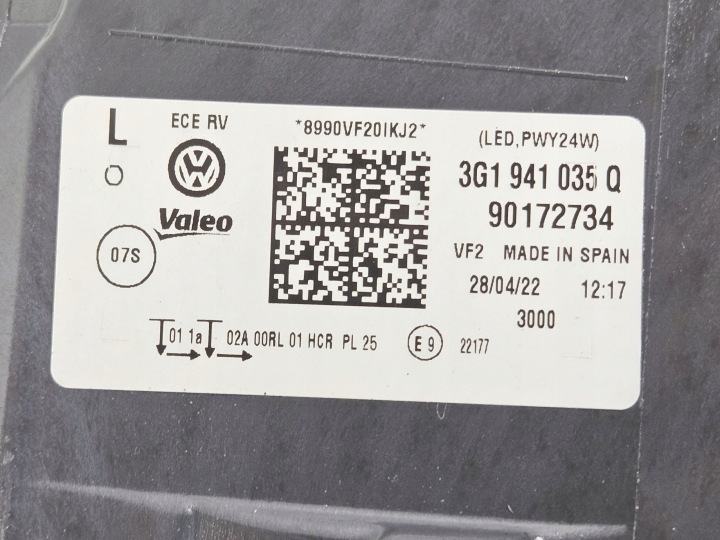 L ECE RV *8990VF20IKJ2* (LED,PWY24W)
O 3G1 941 035 Q
Valeo 90172734
07S VF2 MADE IN SPAIN
28/04/22 12:17
3000
01 1a 02A 00RL 01 HCR PL 25 E 9 22177